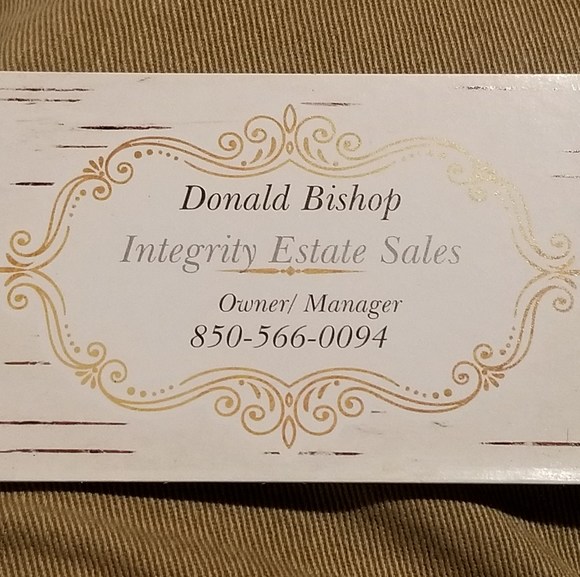 Donald Bishop
Integrity Estate Sales
Owner/ Manager
850-566-0094